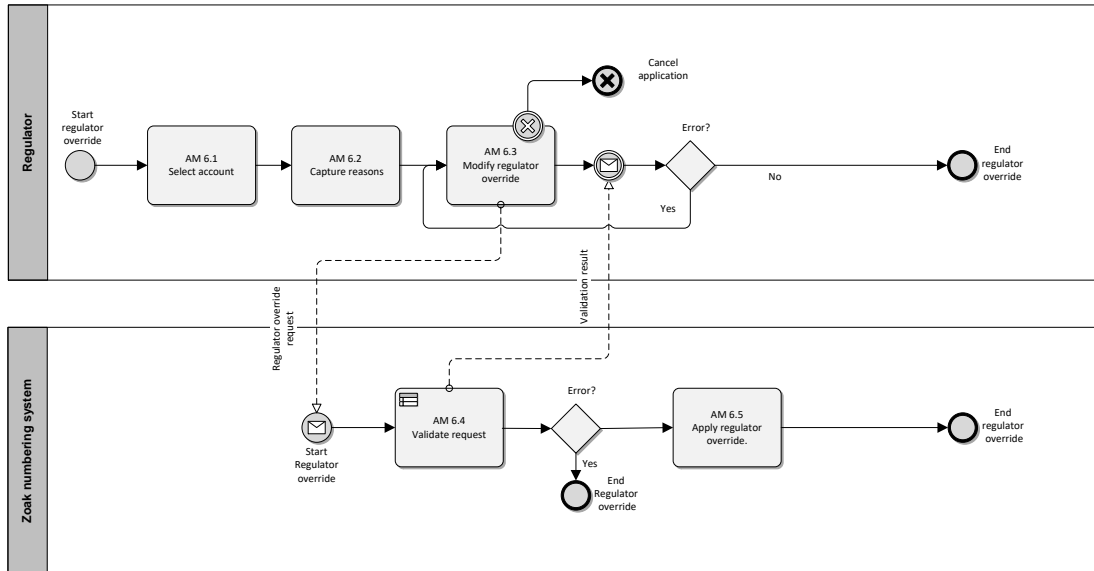 Regulator
Start
regulator
override
AM 6.1
Select account
AM 6.2
Capture reasons
AM 6.3
Modify regulator
override
Cancel
application
Error?
No
Yes
End
regulator
override
Regulator override
request
Validation result
Zoak numbering system
Start
Regulator
override
AM 6.4
Validate request
Error?
Yes
End
Regulator
override
AM 6.5
Apply regulator
override.
End
regulator
override